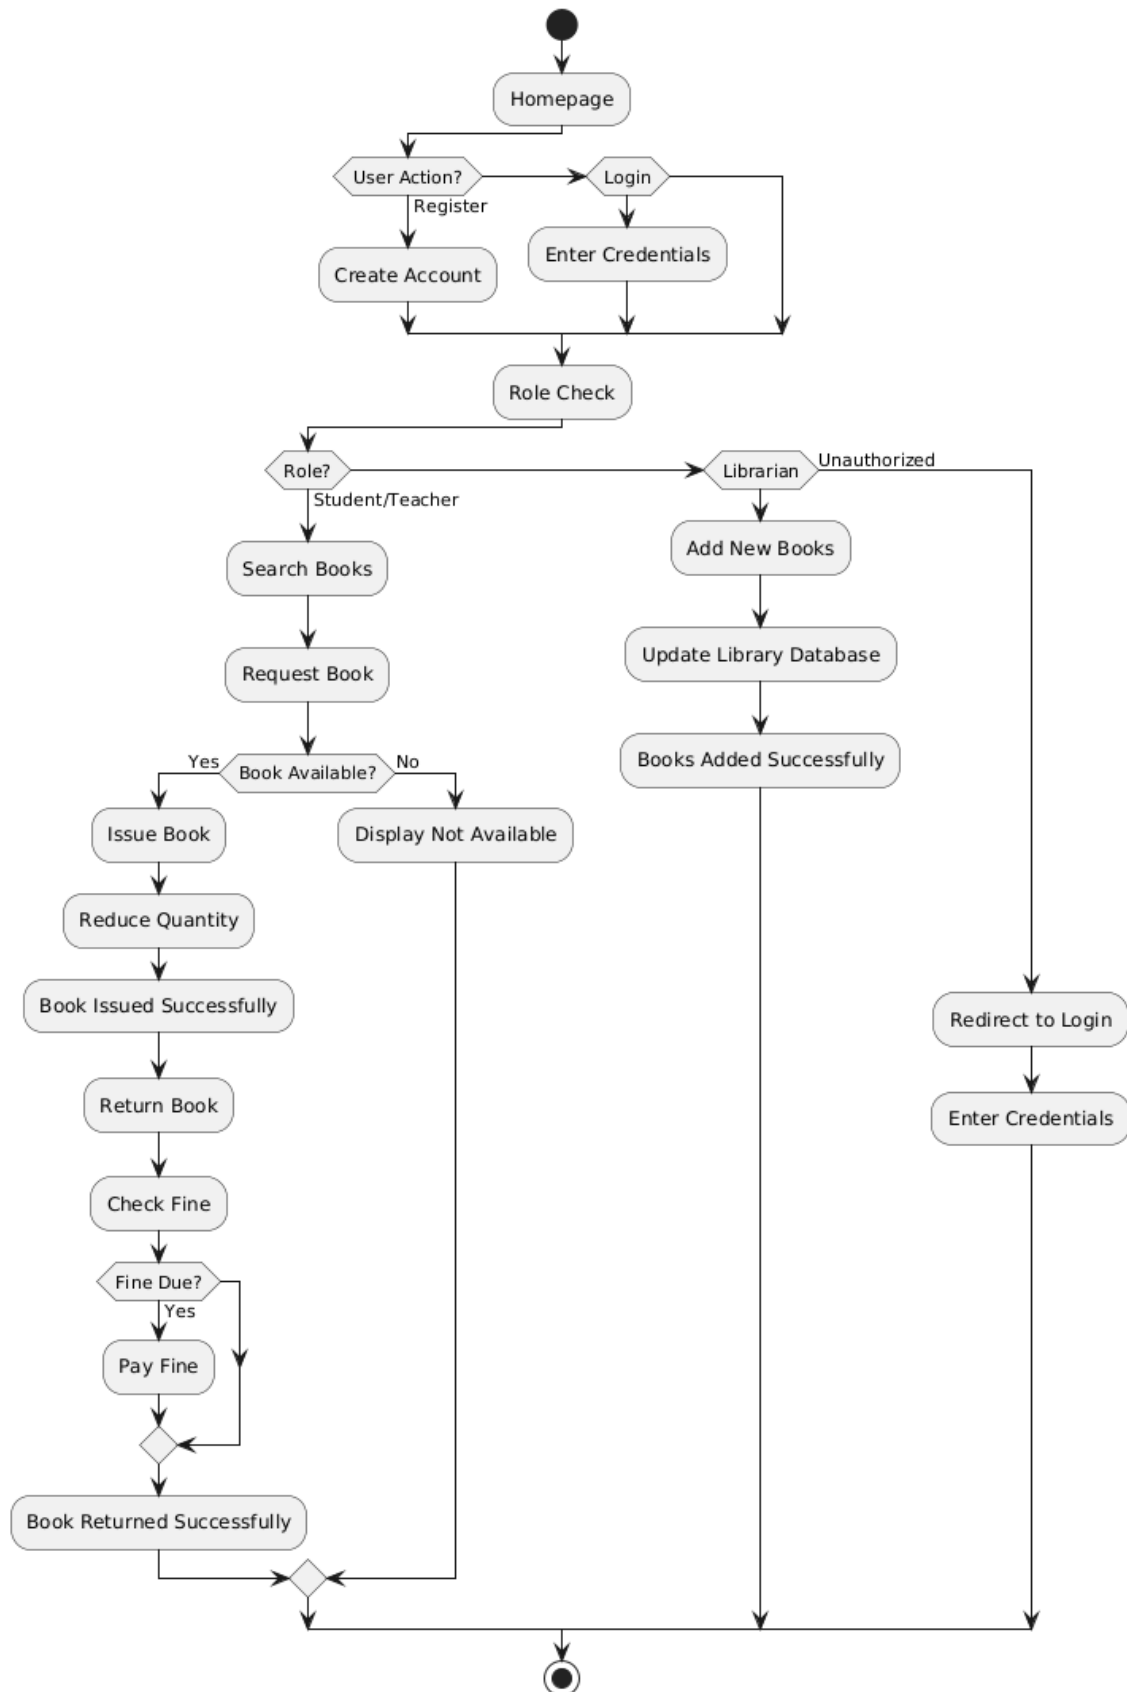 Homepage
User Action?
Login
Register
Enter Credentials
Create Account
Role Check
Role?
Librarian
Unauthorized
Student/Teacher
Add New Books
Search Books
Update Library Database
Request Book
Books Added Successfully
Yes
Book Available?
No
Issue Book
Display Not Available
Reduce Quantity
Book Issued Successfully
Redirect to Login
Return Book
Enter Credentials
Check Fine
Fine Due?
Yes
Pay Fine
Book Returned Successfully